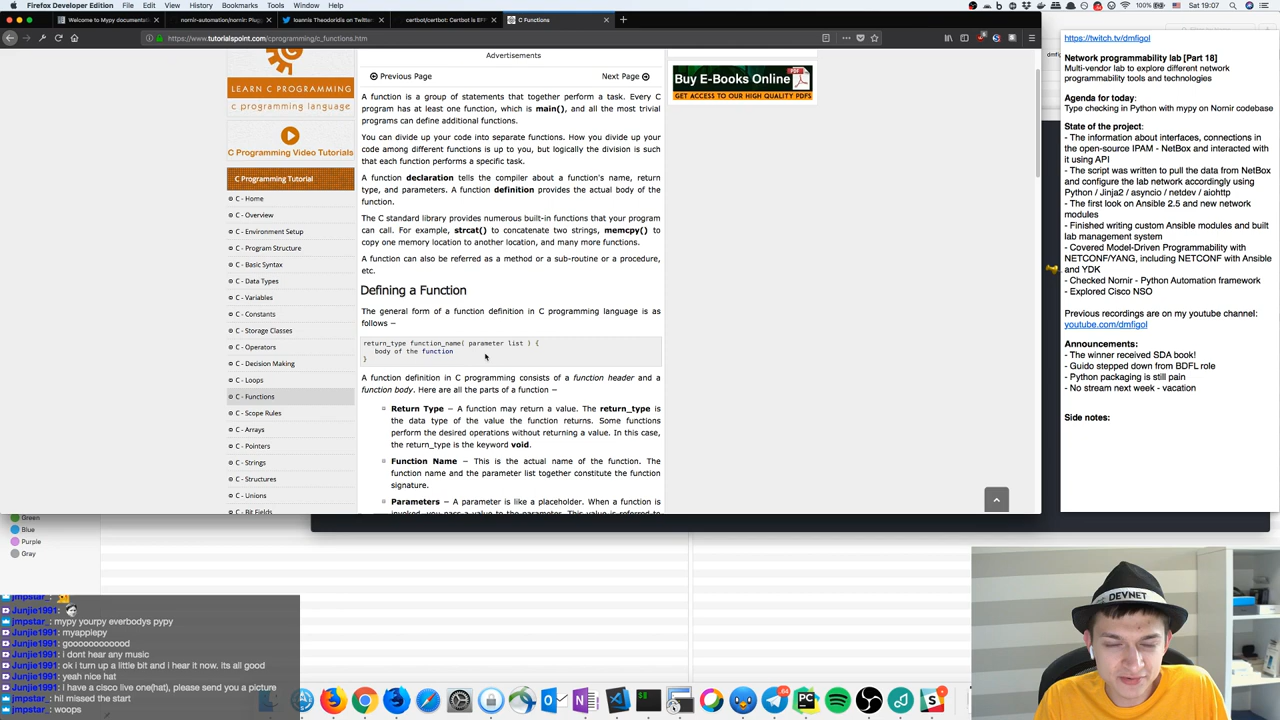 Firefox Developer Edition File Edit View History Bookmarks Tools Window Help
100% Sat 19:07
Welcome to Mypy documentati
nornir-automation/nornir: Plugg
Ioannis Theodoridis on Twitter
certbot/certbot: Certbot is EFF
C Functions
https://www.tutorialspoint.com/cprogramming/c_functions.htm
LEARN C PROGRAMMING
c programming language
C Programming Video Tutorials
C Programming Tutorial
C - Home
C - Overview
C - Environment Setup
C - Program Structure
C - Basic Syntax
C - Data Types
C - Variables
C - Constants
C - Storage Classes
C - Operators
C - Decision Making
C - Loops
C - Functions
C - Scope Rules
C - Arrays
C - Pointers
C - Strings
C - Structures
C - Unions
C - Bit Fields
Advertisements
Previous Page
Next Page
A function is a group of statements that together perform a task. Every C
program has at least one function, which is main(), and all the most trivial
programs can define additional functions.
You can divide up your code into separate functions. How you divide up your
code among different functions is up to you, but logically the division is such
that each function performs a specific task.
A function declaration tells the compiler about a function's name, return
type, and parameters. A function definition provides the actual body of the
function.
The C standard library provides numerous built-in functions that your program
can call. For example, strcat() to concatenate two strings, memcpy() to
copy one memory location to another location, and many more functions.
A function can also be referred as a method or a sub-routine or a procedure,
etc.
Defining a Function
The general form of a function definition in C programming language is as
follows −
return_type function_name( parameter list ) {
body of the function
}
A function definition in C programming consists of a function header and a
function body. Here are all the parts of a function −
Return Type − A function may return a value. The return_type is
the data type of the value the function returns. Some functions
perform the desired operations without returning a value. In this case,
the return_type is the keyword void.
Function Name − This is the actual name of the function. The
function name and the parameter list together constitute the function
signature.
Parameters − A parameter is like a placeholder. When a function is
invoked, you pass a value to the parameter. This value is referred to
Buy E-Books Online
GET ACCESS TO OUR HIGH QUALITY PDFS
https://twitch.tv/dmfigol
Network programmability lab [Part 18]
Multi-vendor lab to explore different network
programmability tools and technologies
Agenda for today:
Type checking in Python with mypy on Nornir codebase
State of the project:
- The information about interfaces, connections in
the open-source IPAM - NetBox and interacted with
it using API
- The script was written to pull the data from NetBox
and configure the lab network accordingly using
Python / Jinja2 / asyncio / netdev / aiohttp
- The first look on Ansible 2.5 and new network
modules
- Finished writing custom Ansible modules and built
lab management system
- Covered Model-Driven Programmability with
NETCONF/YANG, including NETCONF with Ansible
and YDK
- Checked Nornir - Python Automation framework
- Explored Cisco NSO
Previous recordings are on my youtube channel:
youtube.com/dmfigol
Announcements:
- The winner received SDA book!
- Guido stepped down from BDFL role
- Python packaging is still pain
- No stream next week - vacation
Side notes:
Green
Blue
Purple
Gray
jmpstar_:
Junjie1991:
jmpstar_: mypy yourpy everbodys pypy
Junjie1991: myapplepy
Junjie1991: gooooooooooood
Junjie1991: I dont hear any music
Junjie1991: ok i turn up a little bit and i hear it now. its all good
Junjie1991: yeah nice hat
Junjie1991: I have a cisco live one(hat), please send you a picture
jmpstar_: hi! missed the start
jmpstar_: woops
DEVNET